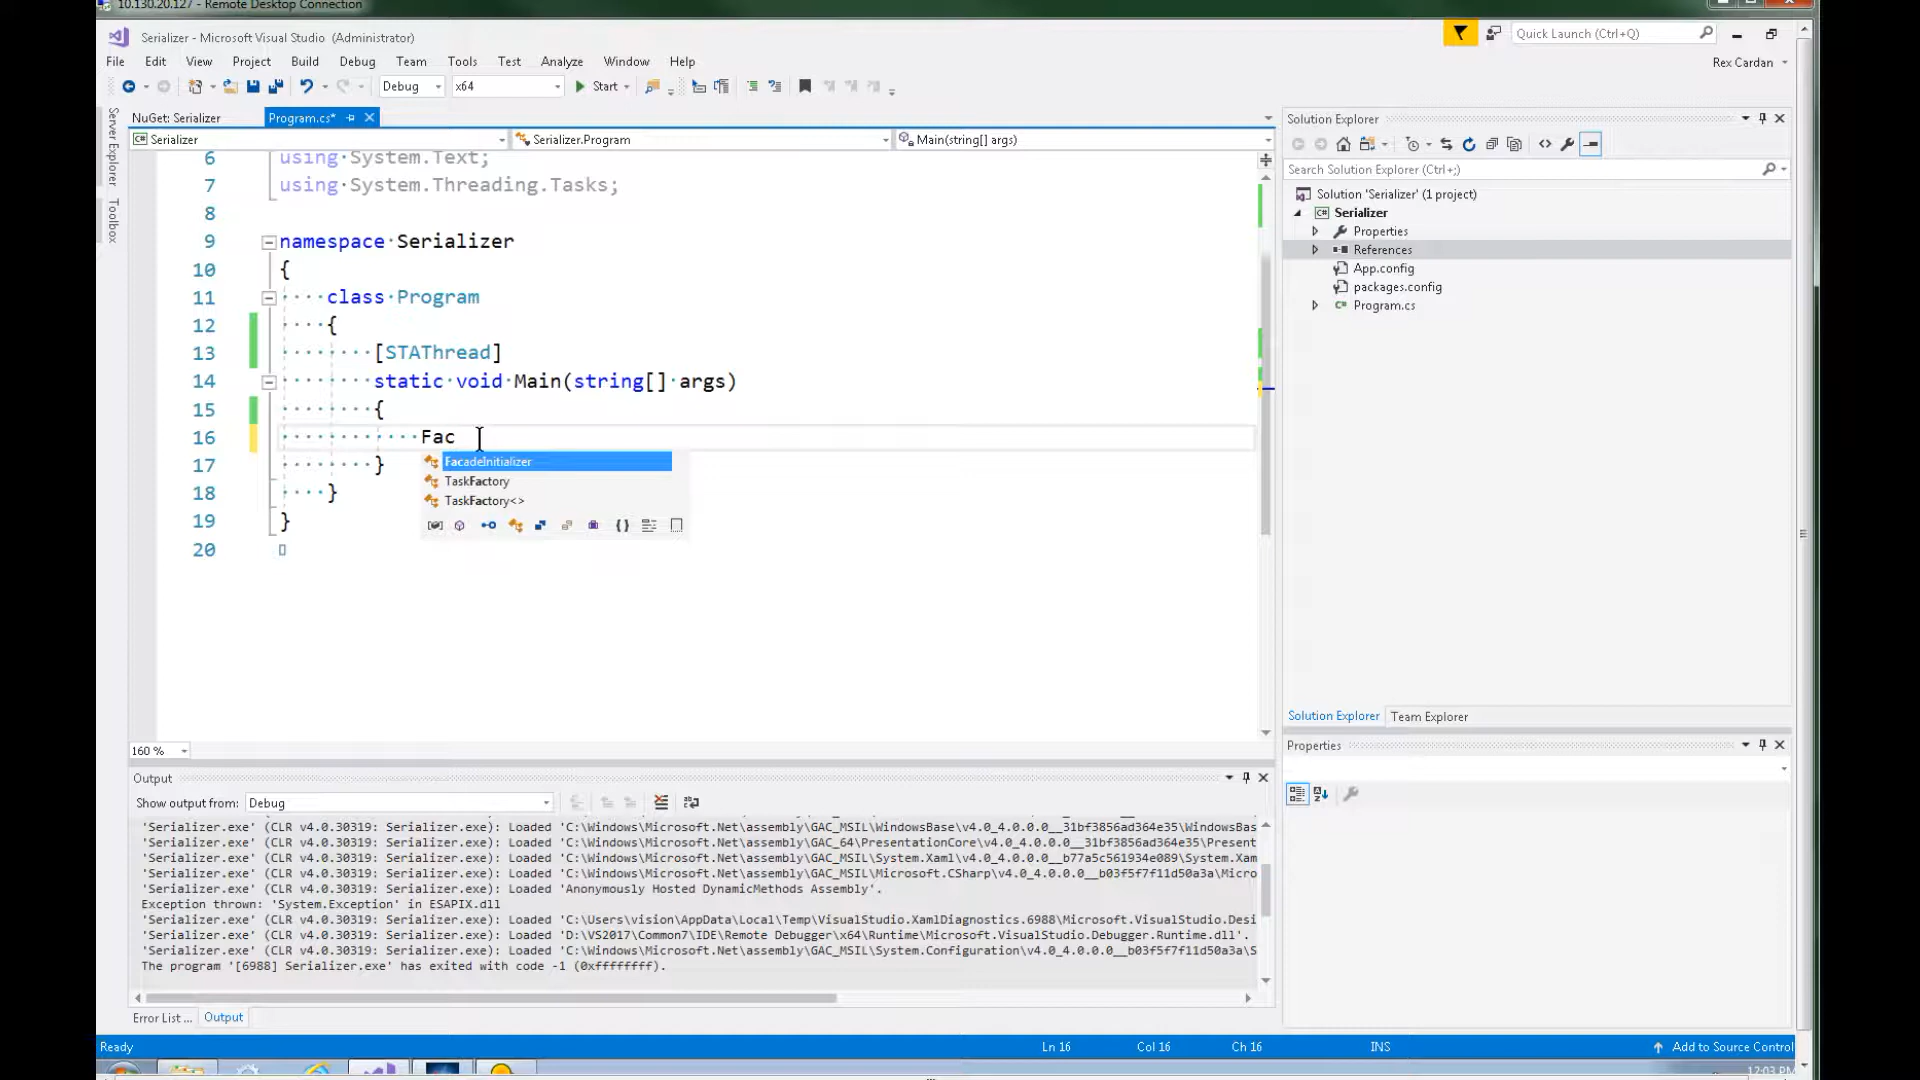 10.130.20.127 - Remote Desktop Connection
Serializer - Microsoft Visual Studio (Administrator)
Quick Launch (Ctrl+Q)
File Edit View Project Build Debug Team Tools Test Analyze Window Help
Rex Cardan
Debug x64 Start
Server Explorer
Toolbox
NuGet: Serializer Program.cs*
Serializer Serializer.Program Main(string[] args)
6 using System.Text;
7 using System.Threading.Tasks;
8
9 namespace Serializer
10 {
11 class Program
12 {
13 [STAThread]
14 static void Main(string[] args)
15 {
16 Fac
FacadeInitializer
17 }
TaskFactory
18 }
TaskFactory<>
19 }
20
160 %
Solution Explorer
Search Solution Explorer (Ctrl+;)
Solution 'Serializer' (1 project)
Serializer
Properties
References
App.config
packages.config
Program.cs
Solution Explorer Team Explorer
Properties
Output
Show output from: Debug
'Serializer.exe' (CLR v4.0.30319: Serializer.exe): Loaded 'C:\Windows\Microsoft.Net\assembly\GAC_MSIL\WindowsBase\v4.0_4.0.0.0__31bf3856ad364e35\WindowsBas
'Serializer.exe' (CLR v4.0.30319: Serializer.exe): Loaded 'C:\Windows\Microsoft.Net\assembly\GAC_64\PresentationCore\v4.0_4.0.0.0__31bf3856ad364e35\Present
'Serializer.exe' (CLR v4.0.30319: Serializer.exe): Loaded 'C:\Windows\Microsoft.Net\assembly\GAC_MSIL\System.Xaml\v4.0_4.0.0.0__b77a5c561934e089\System.Xam
'Serializer.exe' (CLR v4.0.30319: Serializer.exe): Loaded 'C:\Windows\Microsoft.Net\assembly\GAC_MSIL\Microsoft.CSharp\v4.0_4.0.0.0__b03f5f7f11d50a3a\Micro
'Serializer.exe' (CLR v4.0.30319: Serializer.exe): Loaded 'Anonymously Hosted DynamicMethods Assembly'.
Exception thrown: 'System.Exception' in ESAPIX.dll
'Serializer.exe' (CLR v4.0.30319: Serializer.exe): Loaded 'C:\Users\vision\AppData\Local\Temp\VisualStudio.XamlDiagnostics.6988\Microsoft.VisualStudio.Desi
'Serializer.exe' (CLR v4.0.30319: Serializer.exe): Loaded 'D:\VS2017\Common7\IDE\Remote Debugger\x64\Runtime\Microsoft.VisualStudio.Debugger.Runtime.dll'.
'Serializer.exe' (CLR v4.0.30319: Serializer.exe): Loaded 'C:\Windows\Microsoft.Net\assembly\GAC_MSIL\System.Configuration\v4.0_4.0.0.0__b03f5f7f11d50a3a\S
The program '[6988] Serializer.exe' has exited with code -1 (0xffffffff).
Error List ... Output
Ready Ln 16 Col 16 Ch 16 INS Add to Source Control
12:03 PM